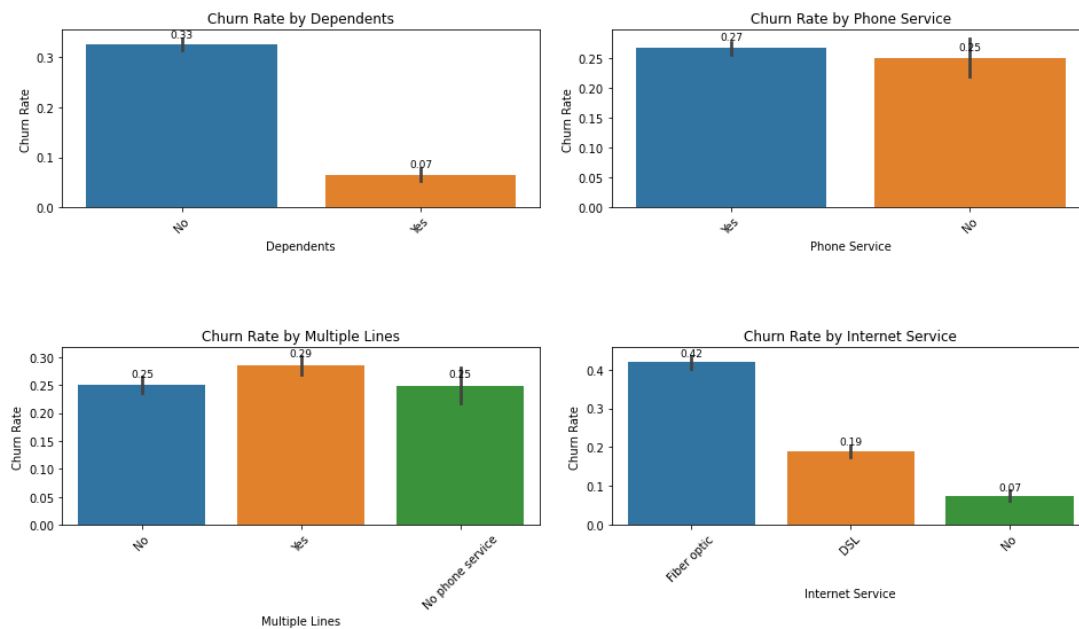 Churn Rate by Dependents
0.33
0.07
0.3
0.2
0.1
0.0
Churn Rate
No
Yes
Dependents
Churn Rate by Phone Service
0.27
0.25
0.25
0.20
0.15
0.10
0.05
0.00
Churn Rate
Yes
No
Phone Service
Churn Rate by Multiple Lines
0.25
0.29
0.25
0.30
0.25
0.20
0.15
0.10
0.05
0.00
Churn Rate
No
Yes
No phone service
Multiple Lines
Churn Rate by Internet Service
0.42
0.19
0.07
0.4
0.3
0.2
0.1
0.0
Churn Rate
Fiber optic
DSL
No
Internet Service